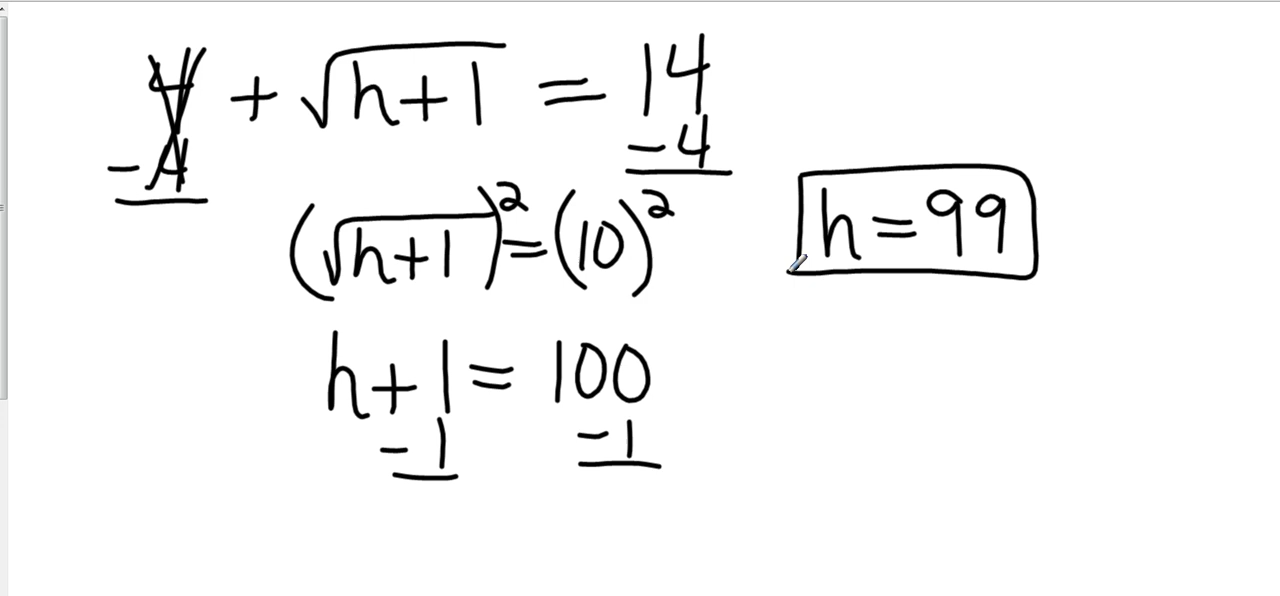 4 + √(h+1) = 14
-4 -4
(√(h+1))² = (10)²
h = 99
h+1 = 100
-1 -1